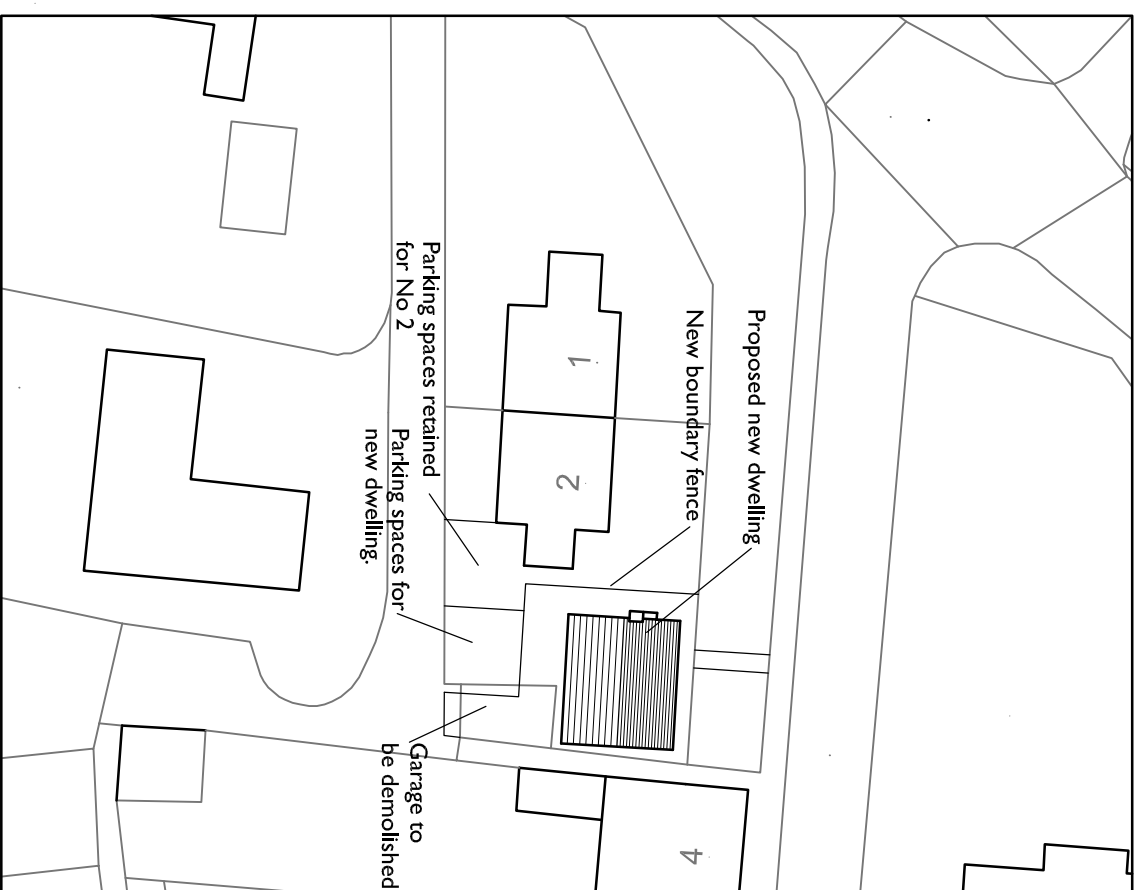 Proposed new dwelling
New boundary fence
1
2
Parking spaces retained
for No 2
Parking spaces for
new dwelling.
Garage to
be demolished
4